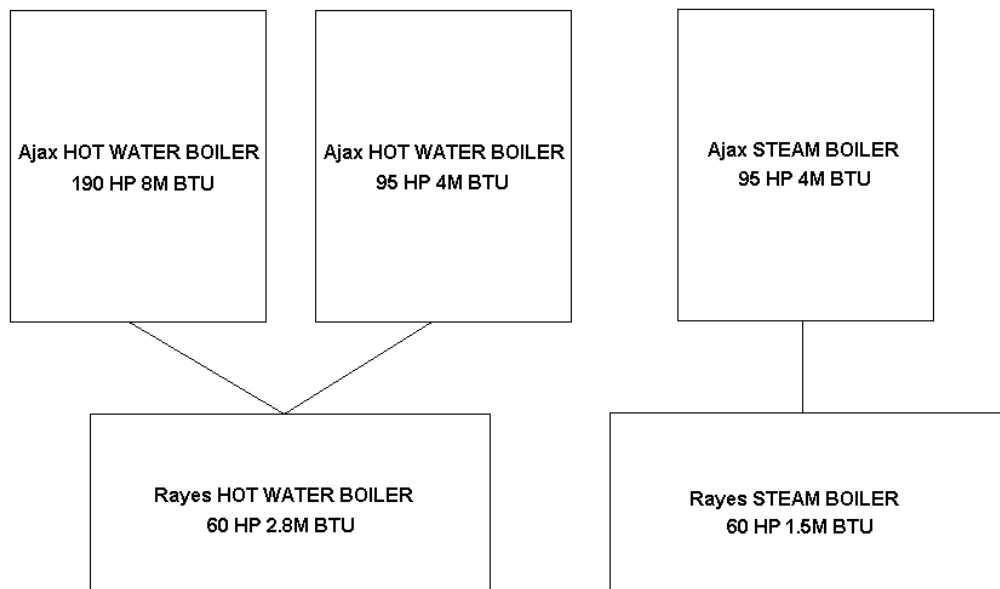 Ajax HOT WATER BOILER
190 HP 8M BTU
Ajax HOT WATER BOILER
95 HP 4M BTU
Ajax STEAM BOILER
95 HP 4M BTU
Rayes HOT WATER BOILER
60 HP 2.8M BTU
Rayes STEAM BOILER
60 HP 1.5M BTU